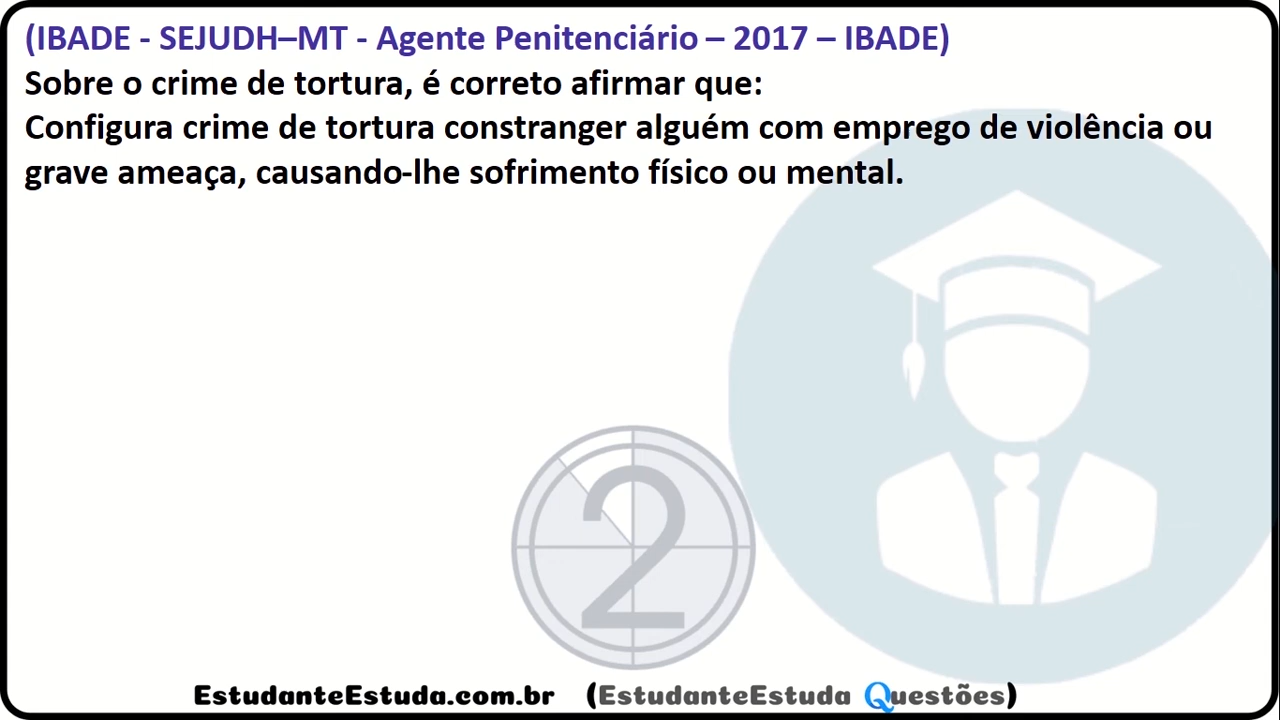 (IBADE - SEJUDH–MT - Agente Penitenciário – 2017 – IBADE)
Sobre o crime de tortura, é correto afirmar que:
Configura crime de tortura constranger alguém com emprego de violência ou
grave ameaça, causando-lhe sofrimento físico ou mental.
2
EstudanteEstuda.com.br (EstudanteEstuda Questões)